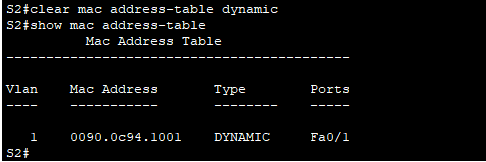 S2#clear mac address-table dynamic
S2#show mac address-table
Mac Address Table
-------------------------------------------
Vlan Mac Address Type Ports
---- ----------- -------- -----
1 0090.0c94.1001 DYNAMIC Fa0/1
S2#